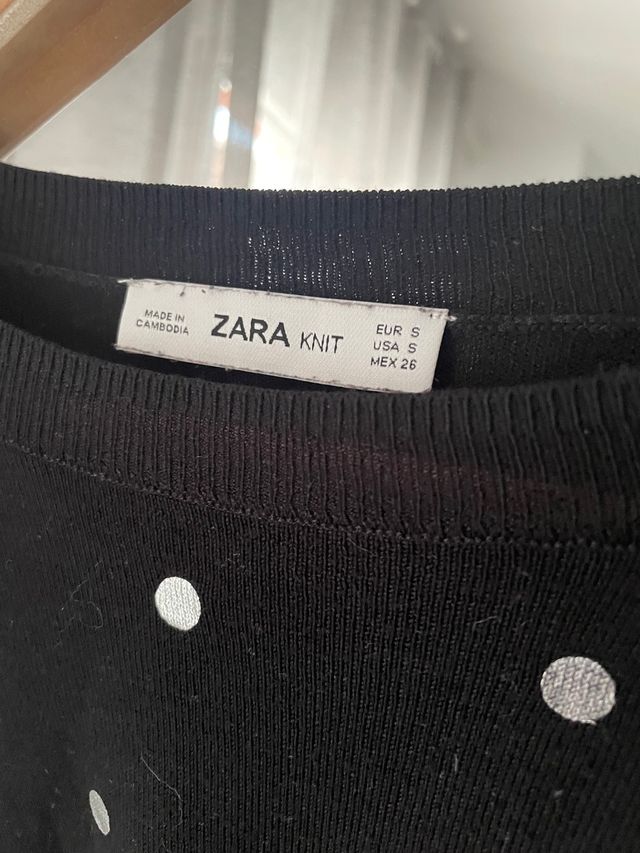 MADE IN
CAMBODIA
ZARA KNIT
EUR S
USA S
MEX 26